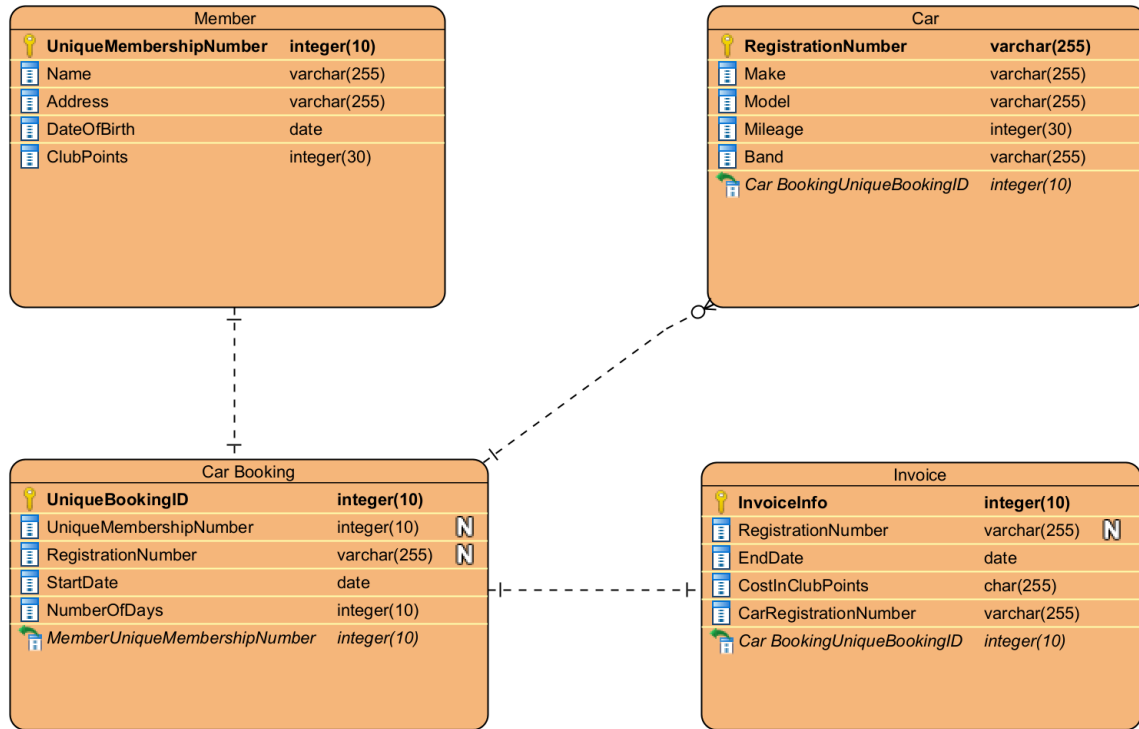 Member
UniqueMembershipNumber integer(10)
Name varchar(255)
Address varchar(255)
DateOfBirth date
ClubPoints integer(30)
Car
RegistrationNumber varchar(255)
Make varchar(255)
Model varchar(255)
Mileage integer(30)
Band varchar(255)
Car BookingUniqueBookingID integer(10)
Car Booking
UniqueBookingID integer(10)
UniqueMembershipNumber integer(10) N
RegistrationNumber varchar(255) N
StartDate date
NumberOfDays integer(10)
MemberUniqueMembershipNumber integer(10)
Invoice
InvoiceInfo integer(10)
RegistrationNumber varchar(255) N
EndDate date
CostInClubPoints char(255)
CarRegistrationNumber varchar(255)
Car BookingUniqueBookingID integer(10)